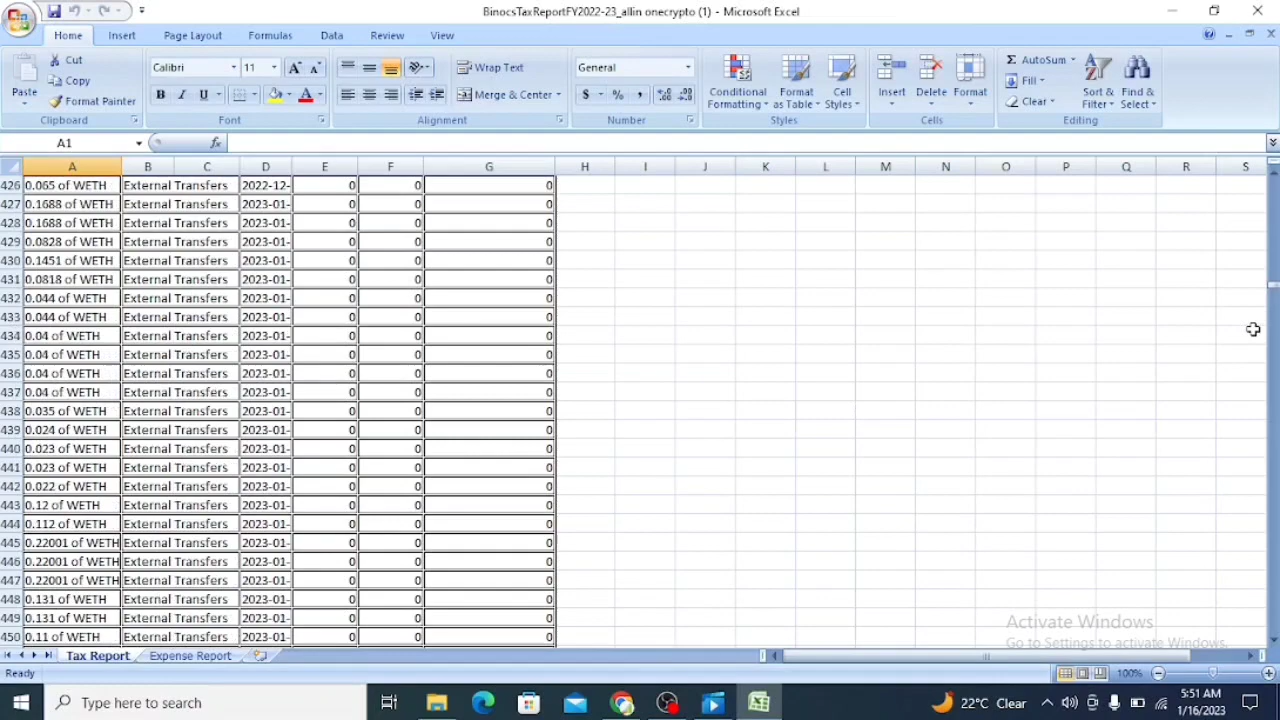 BinocsTaxReportFY2022-23_allin onecrypto (1) - Microsoft Excel
Home Insert Page Layout Formulas Data Review View
Paste Cut Copy Format Painter
Calibri 11 B I U A A A
Wrap Text Merge & Center
General $ % ,
Conditional Formatting Format as Table Cell Styles
Insert Delete Format
Σ AutoSum Fill Clear Sort & Filter Find & Select
Clipboard Font Alignment Number Styles Cells Editing
A1 fx
A B C D E F G H I J K L M N O P Q R S
426 0.065 of WETH External Transfers 2022-12- 0 0 0
427 0.1688 of WETH External Transfers 2023-01- 0 0 0
428 0.1688 of WETH External Transfers 2023-01- 0 0 0
429 0.0828 of WETH External Transfers 2023-01- 0 0 0
430 0.1451 of WETH External Transfers 2023-01- 0 0 0
431 0.0818 of WETH External Transfers 2023-01- 0 0 0
432 0.044 of WETH External Transfers 2023-01- 0 0 0
433 0.044 of WETH External Transfers 2023-01- 0 0 0
434 0.04 of WETH External Transfers 2023-01- 0 0 0
435 0.04 of WETH External Transfers 2023-01- 0 0 0
436 0.04 of WETH External Transfers 2023-01- 0 0 0
437 0.04 of WETH External Transfers 2023-01- 0 0 0
438 0.035 of WETH External Transfers 2023-01- 0 0 0
439 0.024 of WETH External Transfers 2023-01- 0 0 0
440 0.023 of WETH External Transfers 2023-01- 0 0 0
441 0.023 of WETH External Transfers 2023-01- 0 0 0
442 0.022 of WETH External Transfers 2023-01- 0 0 0
443 0.12 of WETH External Transfers 2023-01- 0 0 0
444 0.112 of WETH External Transfers 2023-01- 0 0 0
445 0.22001 of WETH External Transfers 2023-01- 0 0 0
446 0.22001 of WETH External Transfers 2023-01- 0 0 0
447 0.22001 of WETH External Transfers 2023-01- 0 0 0
448 0.131 of WETH External Transfers 2023-01- 0 0 0
449 0.131 of WETH External Transfers 2023-01- 0 0 0
450 0.11 of WETH External Transfers 2023-01- 0 0 0
Activate Windows
Go to Settings to activate Windows.
Tax Report Expense Report
Ready 100%
Type here to search 22°C Clear 5:51 AM
1/16/2023